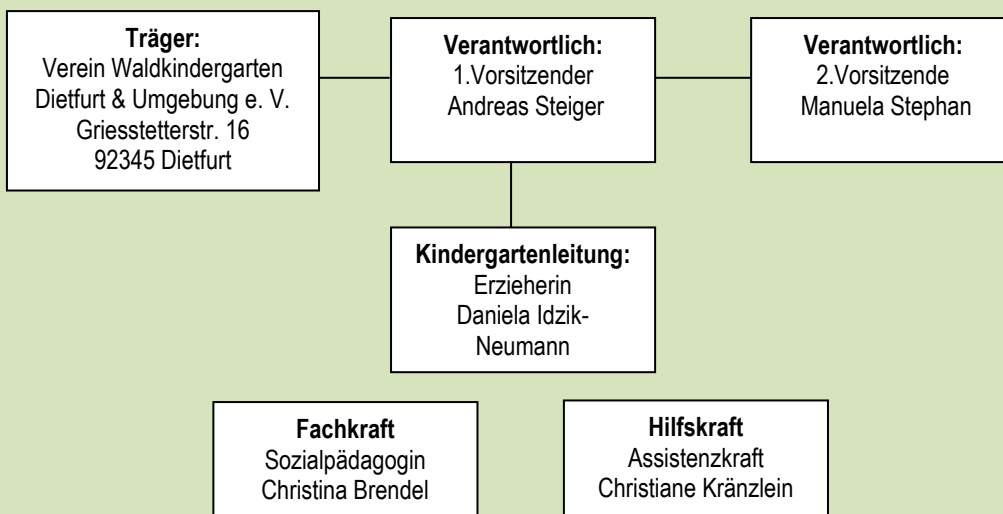 Träger:
Verein Waldkindergarten
Dietfurt & Umgebung e. V.
Griesstetterstr. 16
92345 Dietfurt
Verantwortlich:
1.Vorsitzender
Andreas Steiger
Verantwortlich:
2.Vorsitzende
Manuela Stephan
Kindergartenleitung:
Erzieherin
Daniela Idzik-
Neumann
Fachkraft
Sozialpädagogin
Christina Brendel
Hilfskraft
Assistenzkraft
Christiane Kränzlein